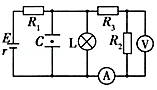 R₁ R₃
E C L R₂ V
r
A